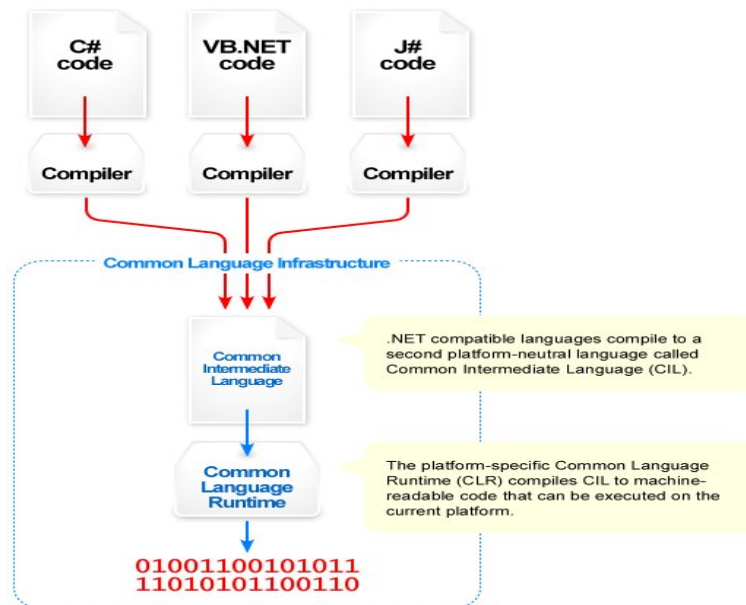 C#
code
VB.NET
code
J#
code
Compiler
Compiler
Compiler
Common Language Infrastructure
Common
Intermediate
Language
.NET compatible languages compile to a
second platform-neutral language called
Common Intermediate Language (CIL).
Common
Language
Runtime
The platform-specific Common Language
Runtime (CLR) compiles CIL to machine-
readable code that can be executed on the
current platform.
01001100101011
11010101100110